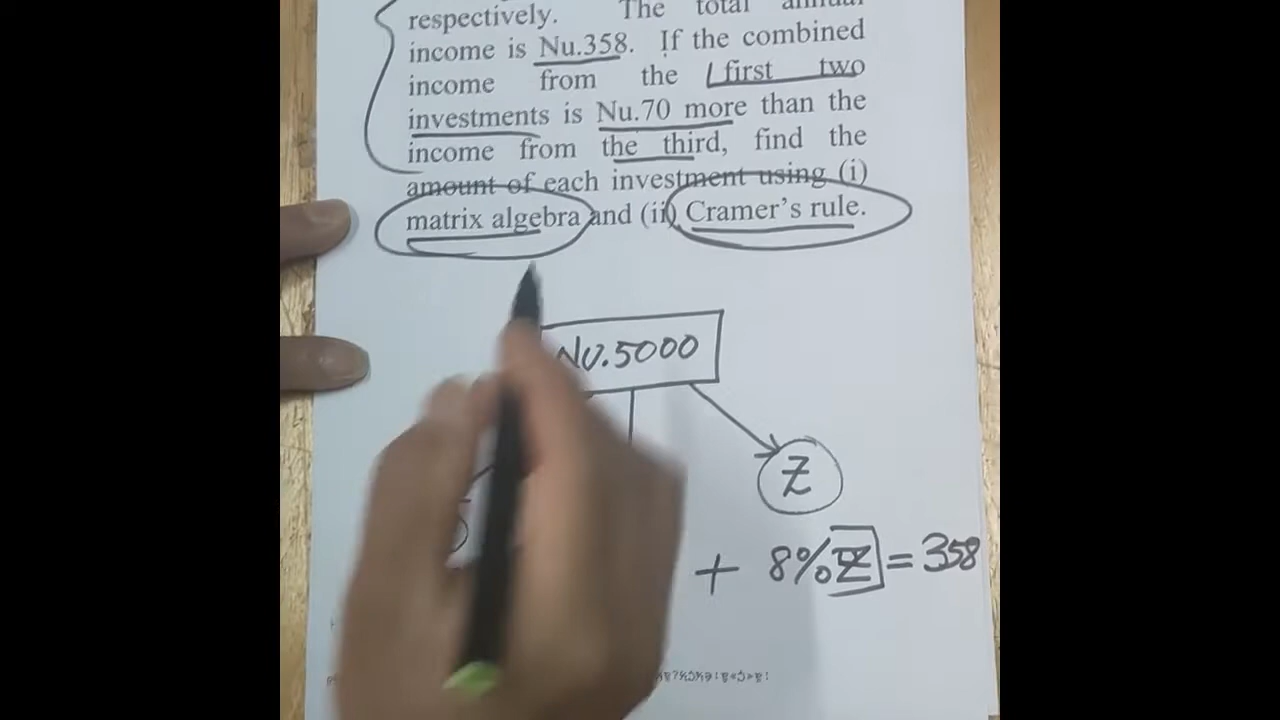 respectively. The total annual
income is Nu.358. If the combined
income from the first two
investments is Nu.70 more than the
income from the third, find the
amount of each investment using (i)
matrix algebra and (ii) Cramer's rule.
Nu.5000
Z
+ 8% Z = 358